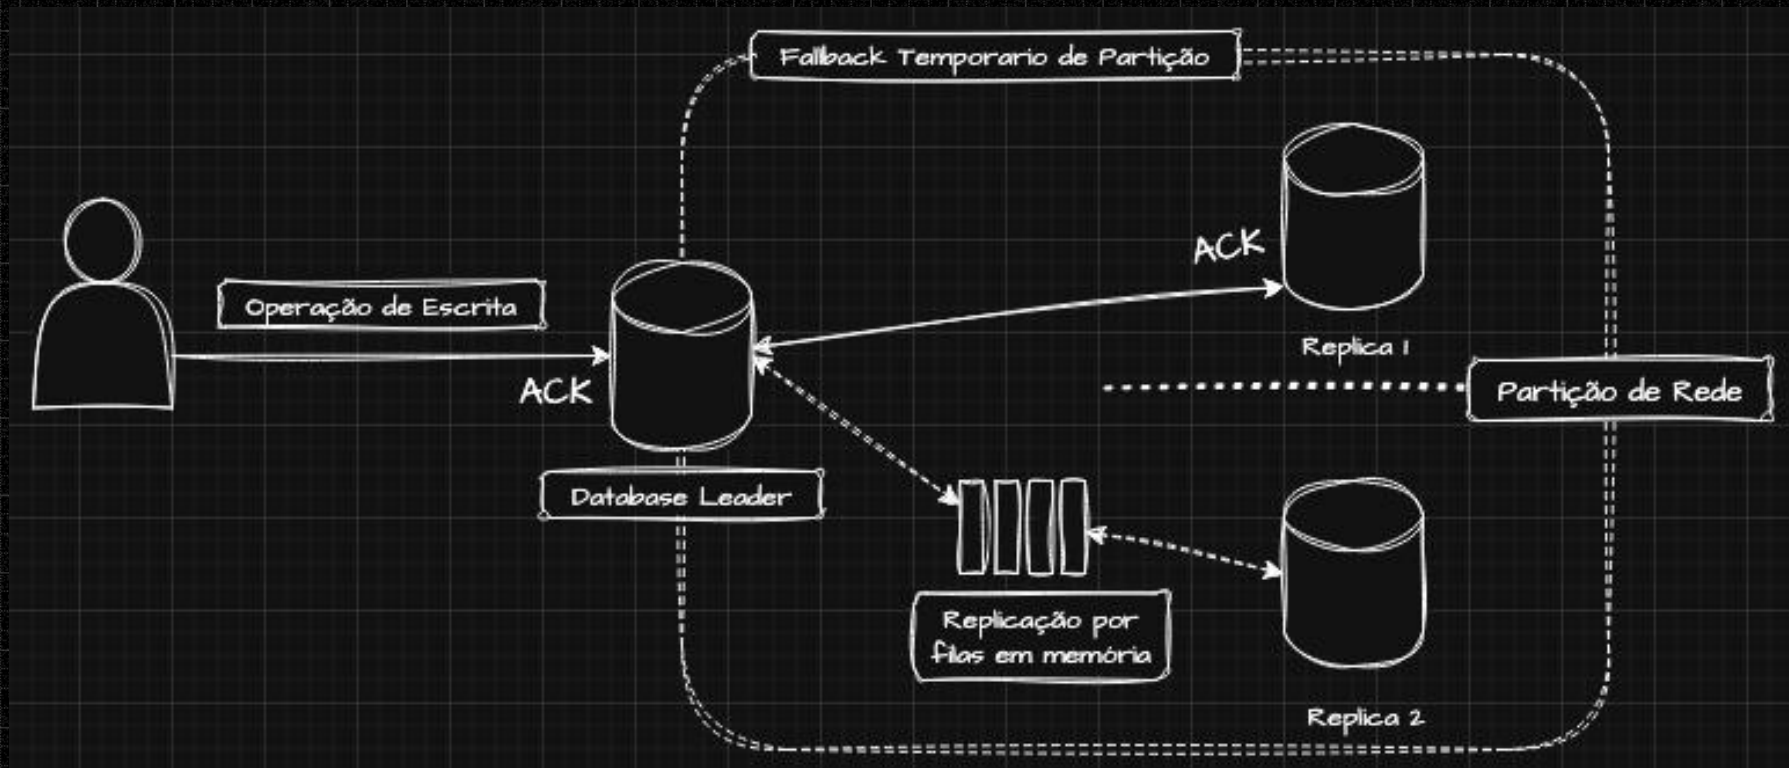 Fallback Temporario de Partição
ACK
Operação de Escrita
Replica 1
ACK
Partição de Rede
Database Leader
Replicação por
filas em memória
Replica 2